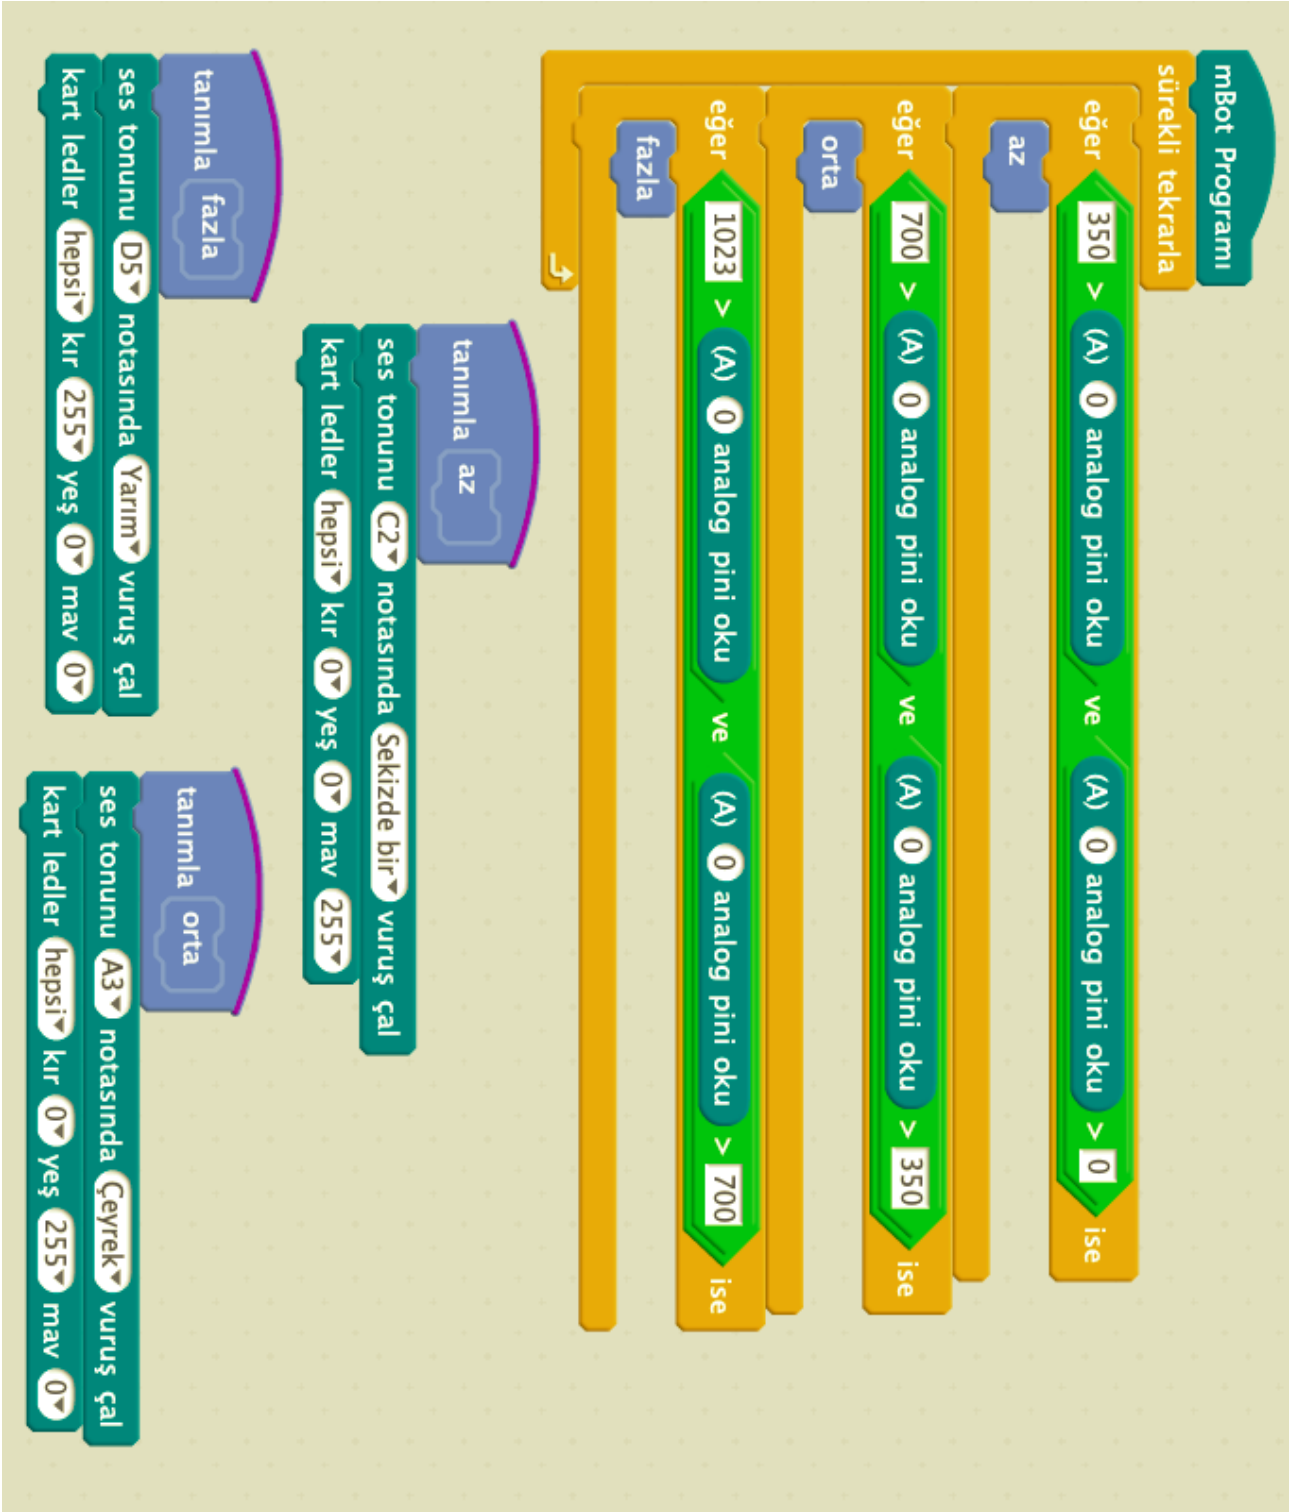 mBot Programı
sürekli tekrarla
eğer 350 > (A) 0 analog pini oku ve (A) 0 analog pini oku > 0 ise
az
eğer 700 > (A) 0 analog pini oku ve (A) 0 analog pini oku > 350 ise
orta
eğer 1023 > (A) 0 analog pini oku ve (A) 0 analog pini oku > 700 ise
fazla
tanımla az
ses tonunu C2 notasında Sekizde bir vuruş çal
kart ledler hepsi kır 0 yeş 0 mav 255
tanımla fazla
ses tonunu D5 notasında Yarım vuruş çal
kart ledler hepsi kır 255 yeş 0 mav 0
tanımla orta
ses tonunu A3 notasında Çeyrek vuruş çal
kart ledler hepsi kır 0 yeş 255 mav 0